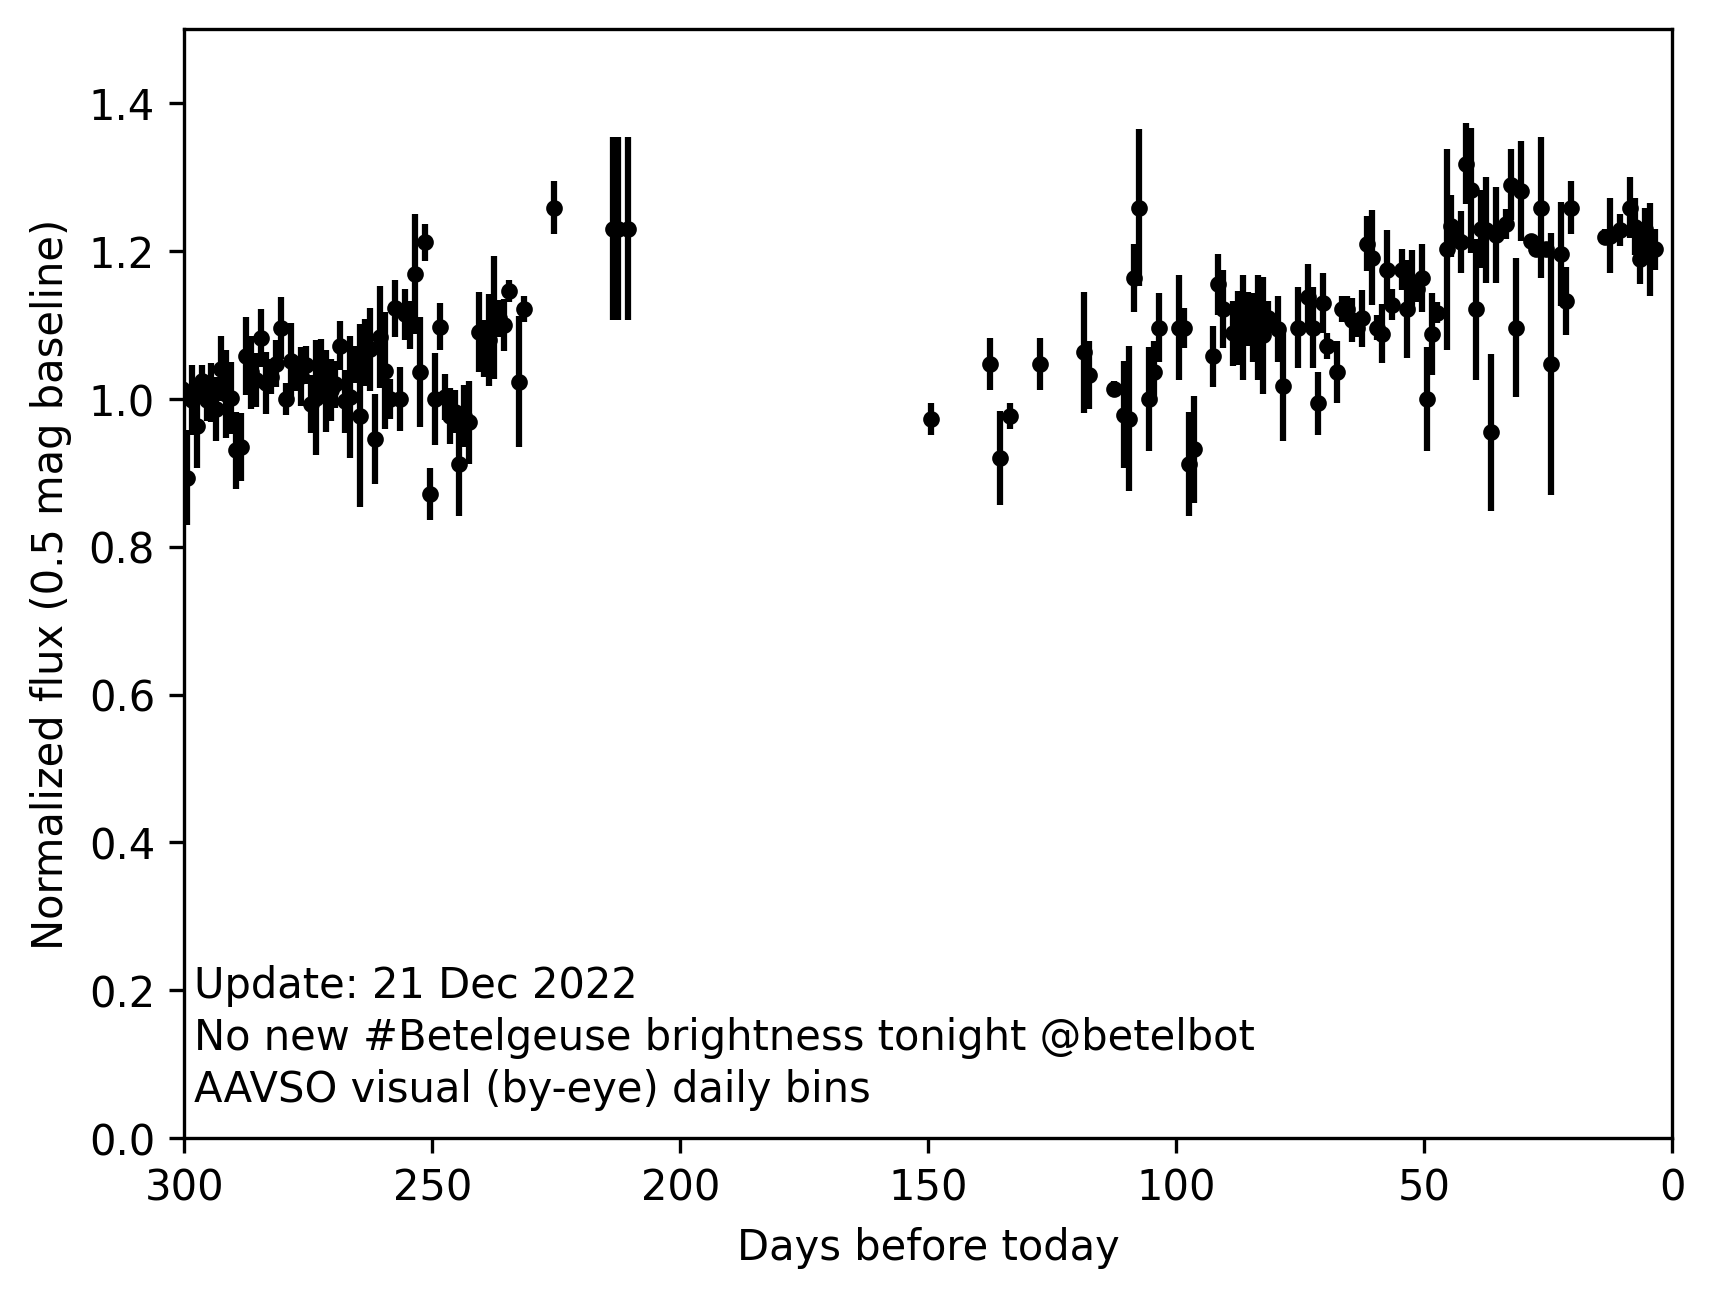 1.4
1.2
1.0
0.8
0.6
0.4
0.2
0.0
Normalized flux (0.5 mag baseline)
Update: 21 Dec 2022
No new #Betelgeuse brightness tonight @betelbot
AAVSO visual (by-eye) daily bins
300 250 200 150 100 50 0
Days before today